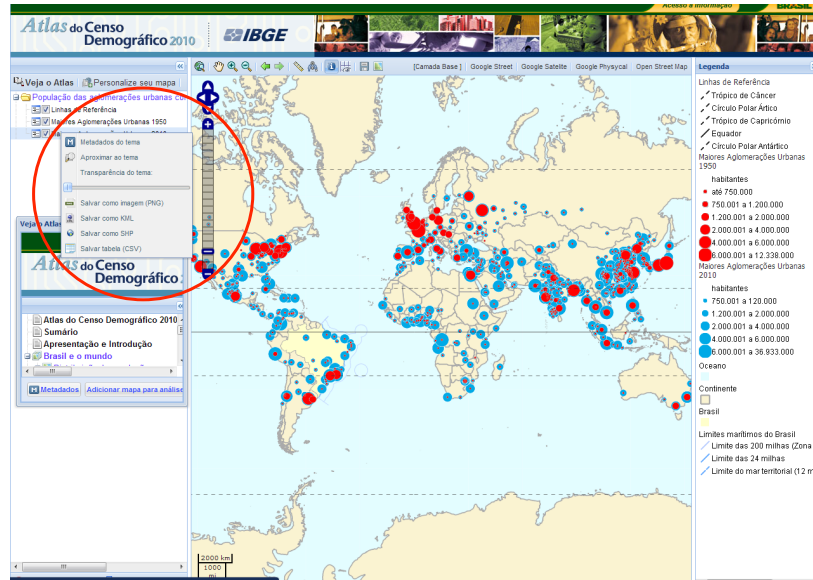 Acesso à Informação
BRASIL
Atlas do Censo
Demográfico 2010
IBGE
Veja o Atlas
Personalize seu mapa
[Camada Base]
Google Street
Google Satelite
Google Physycal
Open Street Map
População das aglomerações urbanas co
Linhas de Referência
Maiores Aglomerações Urbanas 1950
Metadados do tema
Aproximar ao tema
Transparência do tema:
Salvar como imagem (PNG)
Salvar como KML
Salvar como SHP
Salvar tabela (CSV)
Veja o Atlas
Atlas do Censo
Demográfico
Atlas do Censo Demográfico 2010 -
Sumário
Apresentação e Introdução
Brasil e o mundo
Metadados
Adicionar mapa para análise
2000 km
1000
mi
Legenda
Linhas de Referência
Trópico de Câncer
Círculo Polar Ártico
Trópico de Capricórnio
Equador
Círculo Polar Antártico
Maiores Aglomerações Urbanas
1950
habitantes
até 750.000
750.001 a 1.200.000
1.200.001 a 2.000.000
2.000.001 a 4.000.000
4.000.001 a 6.000.000
6.000.001 a 12.338.000
Maiores Aglomerações Urbanas
2010
habitantes
750.001 a 120.000
1.200.001 a 2.000.000
2.000.001 a 4.000.000
4.000.001 a 6.000.000
6.000.001 a 36.933.000
Oceano
Continente
Brasil
Limites marítimos do Brasil
Limite das 200 milhas (Zona
Limite das 24 milhas
Limite do mar territorial (12 m